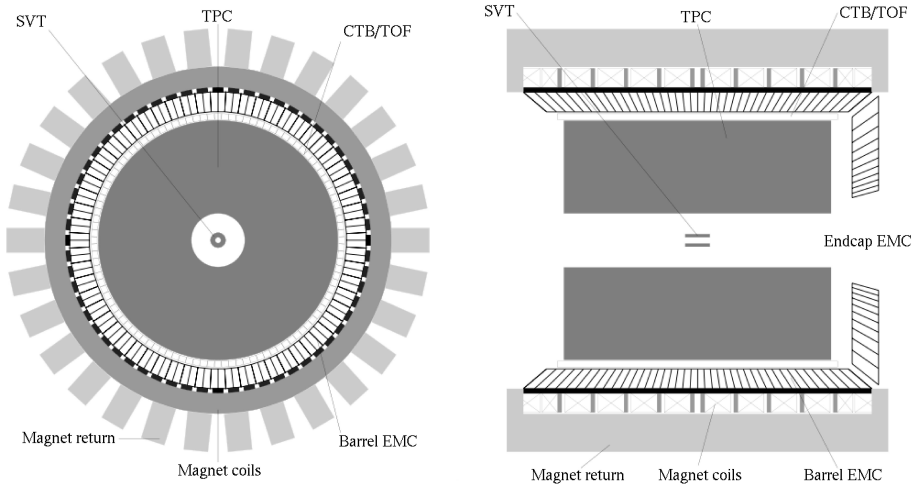 SVT
TPC
CTB/TOF
Magnet return
Magnet coils
Barrel EMC
SVT
TPC
CTB/TOF
Endcap EMC
Magnet return
Magnet coils
Barrel EMC